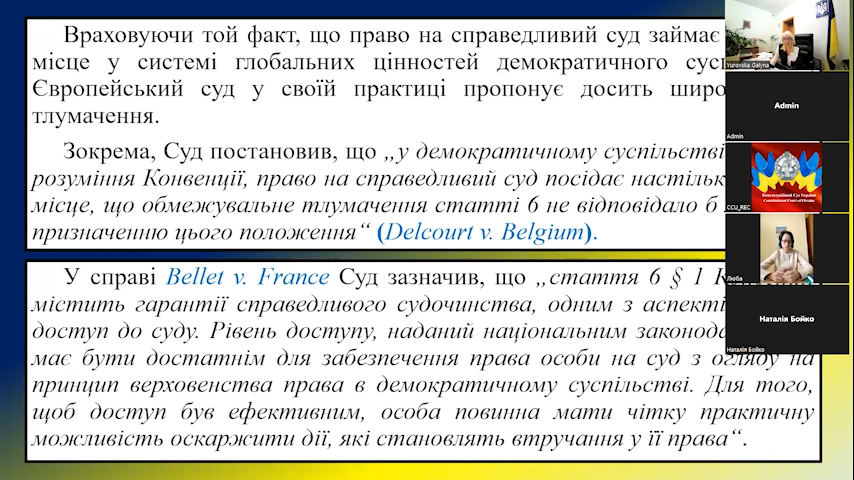 Враховуючи той факт, що право на справедливий суд займає
місце у системі глобальних цінностей демократичного
Європейський суд у своїй практиці пропонує досить
тлумачення.
Зокрема, Суд постановив, що „у демократичному суспільстві
розуміння Конвенції, право на справедливий суд посідає
місце, що обмежувальне тлумачення статті 6 не відповідало б
призначенню цього положення“ (Delcourt v. Belgium).
У справі Bellet v. France Суд зазначив, що „стаття 6 § 1
містить гарантії справедливого судочинства, одним з
доступ до суду. Рівень доступу, наданий національним
має бути достатнім для забезпечення права особи на суд з огляду на
принцип верховенства права в демократичному суспільстві. Для того,
щоб доступ був ефективним, особа повинна мати чітку практичну
можливість оскаржити дії, які становлять втручання у її права“.
Yurovska Galyna
Admin
Admin
Конституційний Суд України
Constitutional Court of Ukraine
CCU_REC
Люба
Наталія Бойко
Наталія Бойко